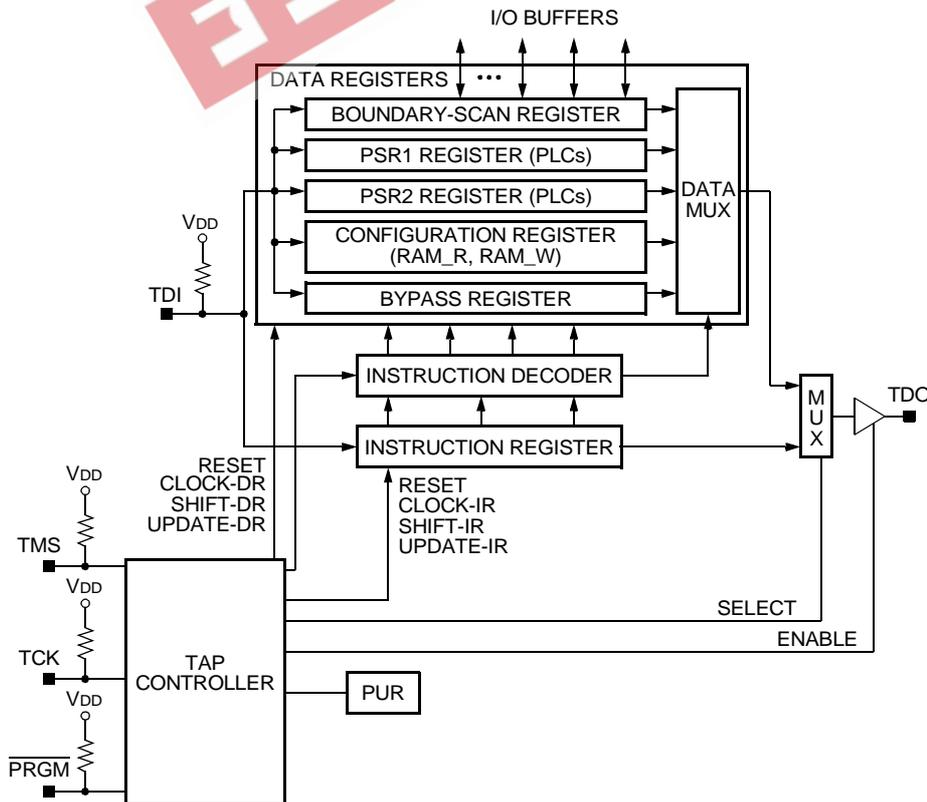 I/O BUFFERS
DATA REGISTERS ...
BOUNDARY-SCAN REGISTER
PSR1 REGISTER (PLCs)
PSR2 REGISTER (PLCs)
DATA
MUX
CONFIGURATION REGISTER
(RAM_R, RAM_W)
BYPASS REGISTER
VDD
TDI
INSTRUCTION DECODER
INSTRUCTION REGISTER
M
U
X
TDO
RESET
CLOCK-DR
SHIFT-DR
UPDATE-DR
RESET
CLOCK-IR
SHIFT-IR
UPDATE-IR
VDD
TMS
VDD
TCK
VDD
PRGM
TAP
CONTROLLER
SELECT
ENABLE
PUR